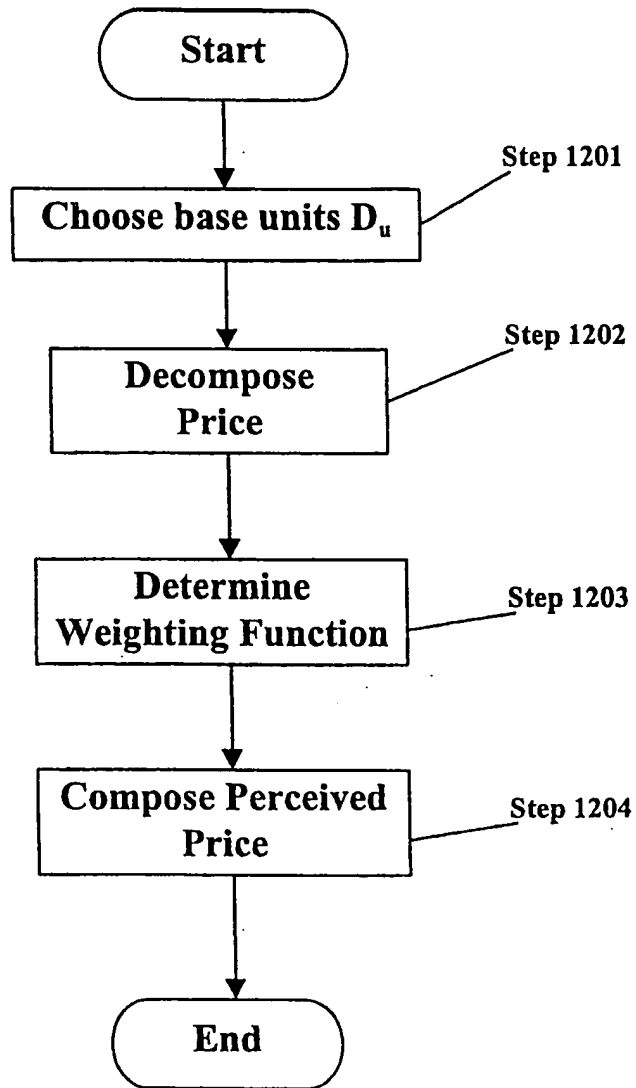 Start
Step 1201
Choose base units D_u
Step 1202
Decompose
Price
Step 1203
Determine
Weighting Function
Step 1204
Compose Perceived
Price
End